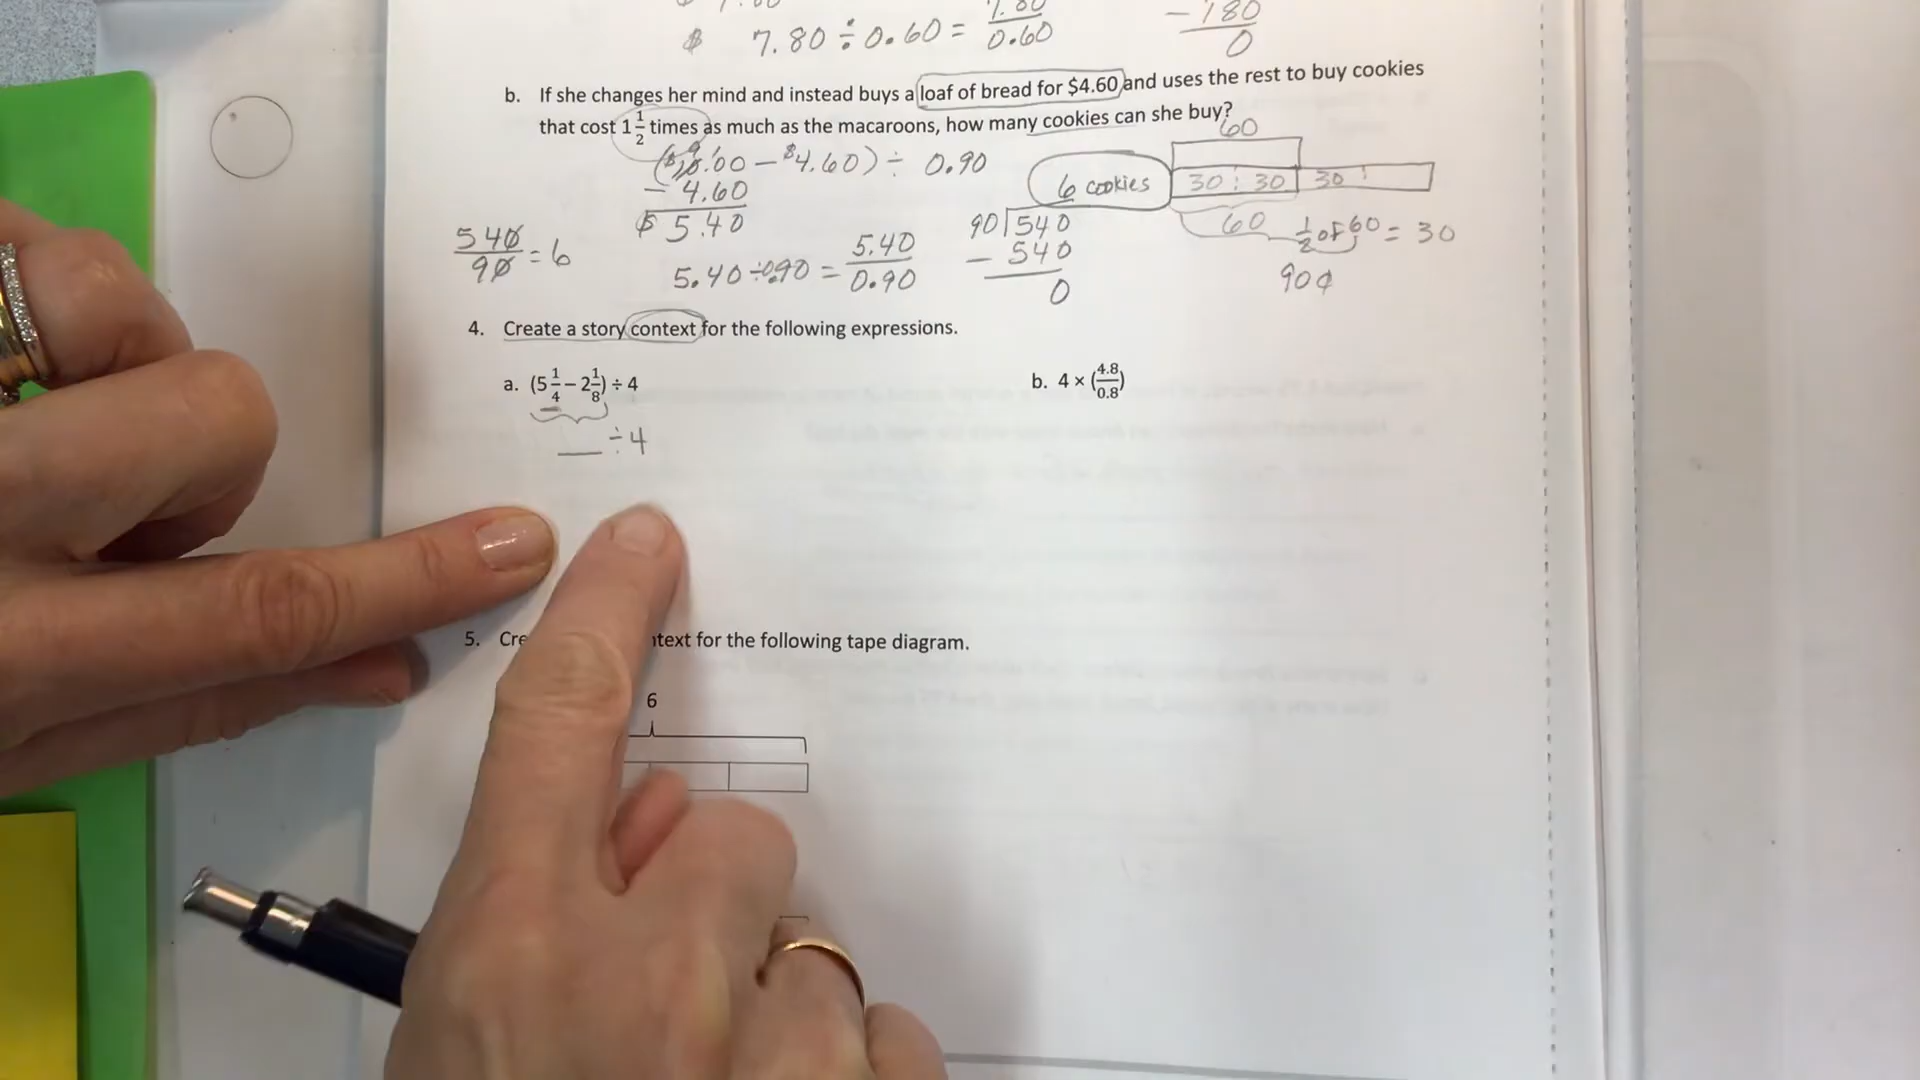 7.80 ÷ 0.60 = 7.80/0.60
- 180
0
b. If she changes her mind and instead buys a loaf of bread for $4.60 and uses the rest to buy cookies
that cost 1 1/2 times as much as the macaroons, how many cookies can she buy?
60
.00 - $4.60) ÷ 0.90
- 4.60
$ 5.40
6 cookies
30 30 30
60 1/2 of 60 = 30
90¢
540/90 = 6
5.40 ÷ 0.90 = 5.40/0.90
90 540
- 540
0
4. Create a story context for the following expressions.
a. (5 1/4 - 2 1/8) ÷ 4
b. 4 × (4.8/0.8)
__ ÷ 4
5. Cre text for the following tape diagram.
6